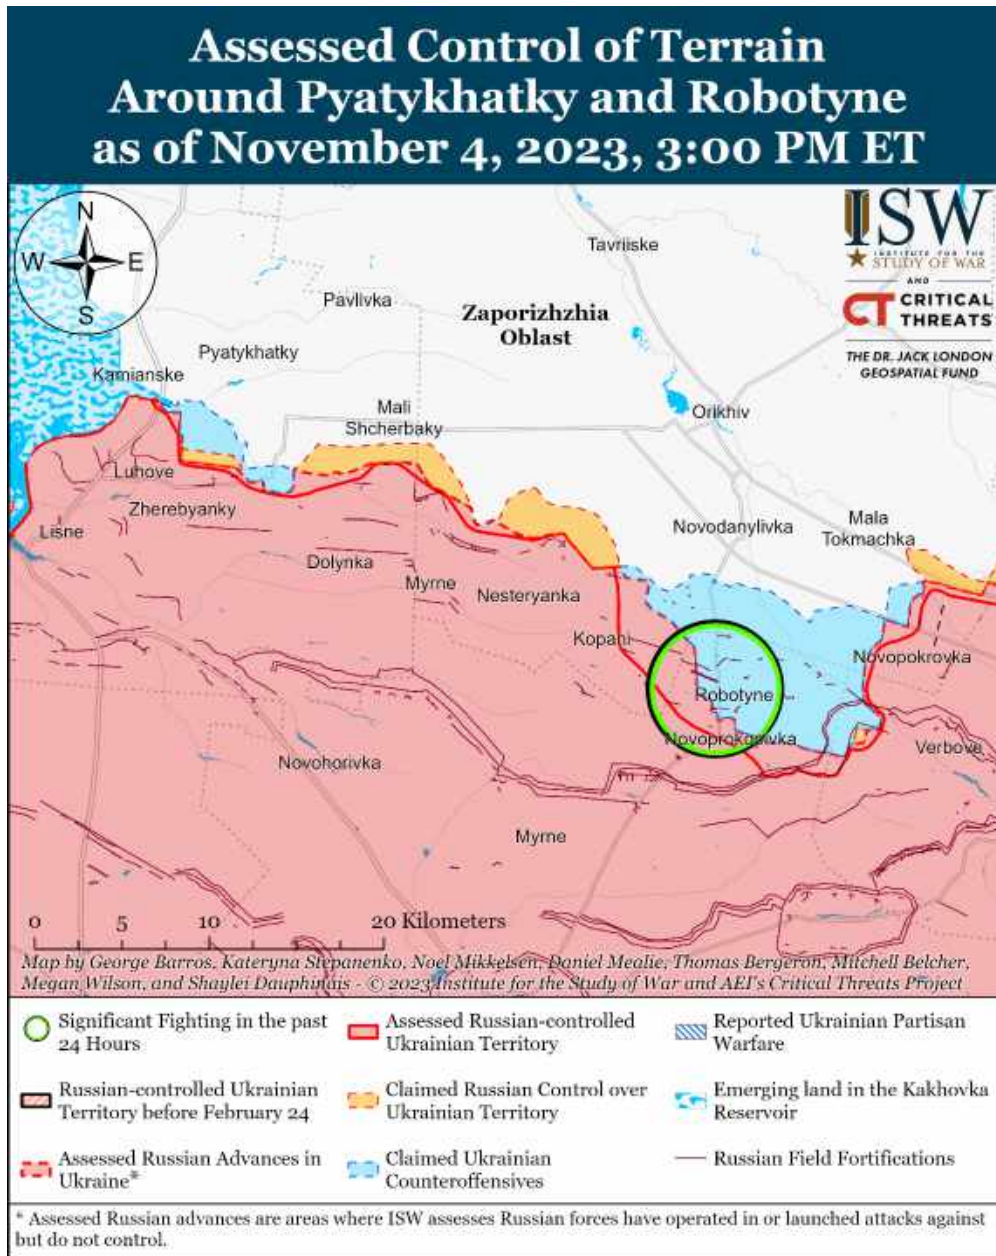 Assessed Control of Terrain
Around Pyatykhatky and Robotyne
as of November 4, 2023, 3:00 PM ET
N
W
E
S
ISW
INSTITUTE FOR THE
STUDY OF WAR
AND
CT CRITICAL
THREATS
THE DR. JACK LONDON
GEOSPATIAL FUND
Tavriiske
Pavlivka
Zaporizhzhia
Oblast
Pyatykhatky
Kamianske
Mali
Shcherbaky
Orikhiv
Luhove
Zherebyanky
Lisne
Novodanylivka
Mala
Tokmachka
Dolynka
Myrne
Nesteryanka
Kopani
Novopokrovka
Robotyne
Novoprokopivka
Verbove
Novohorivka
Myrne
0 5 10 20 Kilometers
Map by George Barros, Kateryna Stepanenko, Noel Mikkelsen, Daniel Mealie, Thomas Bergeron, Mitchell Belcher,
Megan Wilson, and Shaylei Dauphinais - © 2023 Institute for the Study of War and AEI's Critical Threats Project
Significant Fighting in the past
24 Hours
Russian-controlled Ukrainian
Territory before February 24
Assessed Russian Advances in
Ukraine*
Assessed Russian-controlled
Ukrainian Territory
Claimed Russian Control over
Ukrainian Territory
Claimed Ukrainian
Counteroffensives
Reported Ukrainian Partisan
Warfare
Emerging land in the Kakhovka
Reservoir
Russian Field Fortifications
* Assessed Russian advances are areas where ISW assesses Russian forces have operated in or launched attacks against
but do not control.